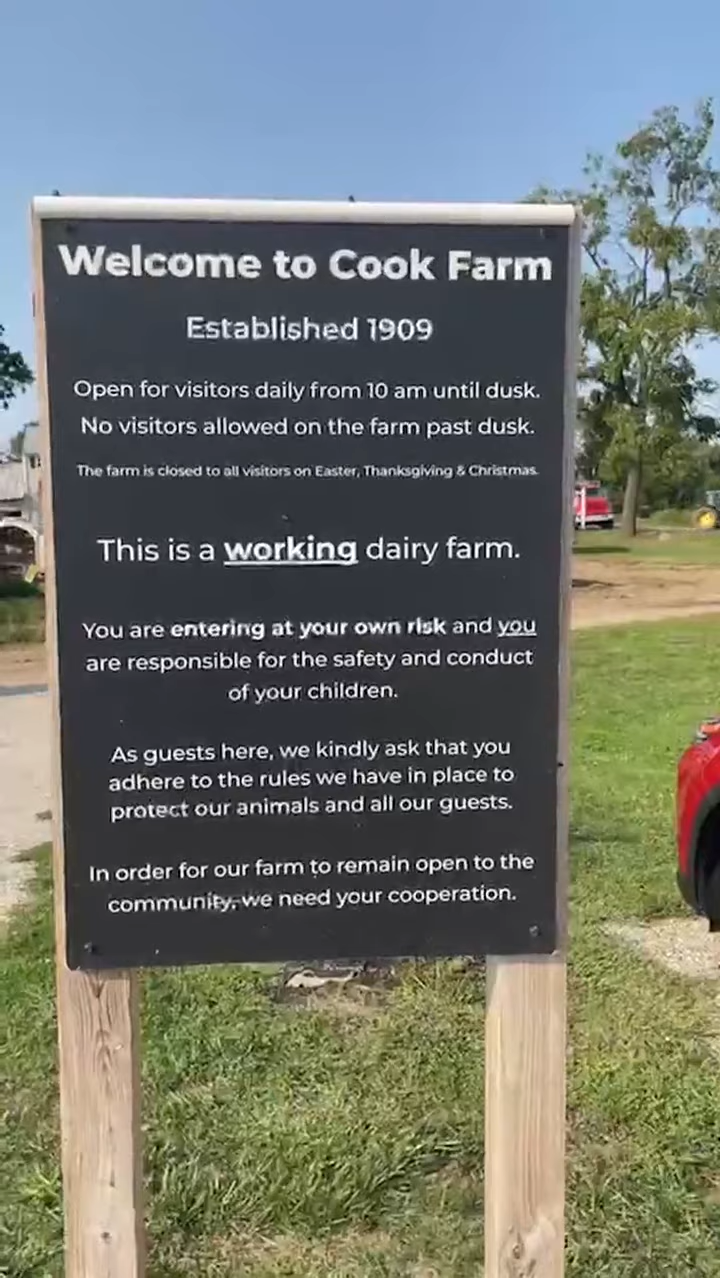 Welcome to Cook Farm
Established 1909
Open for visitors daily from 10 am until dusk.
No visitors allowed on the farm past dusk.
The farm is closed to all visitors on Easter, Thanksgiving & Christmas.
This is a working dairy farm.
You are entering at your own risk and you
are responsible for the safety and conduct
of your children.
As guests here, we kindly ask that you
adhere to the rules we have in place to
protect our animals and all our guests.
In order for our farm to remain open to the
community, we need your cooperation.